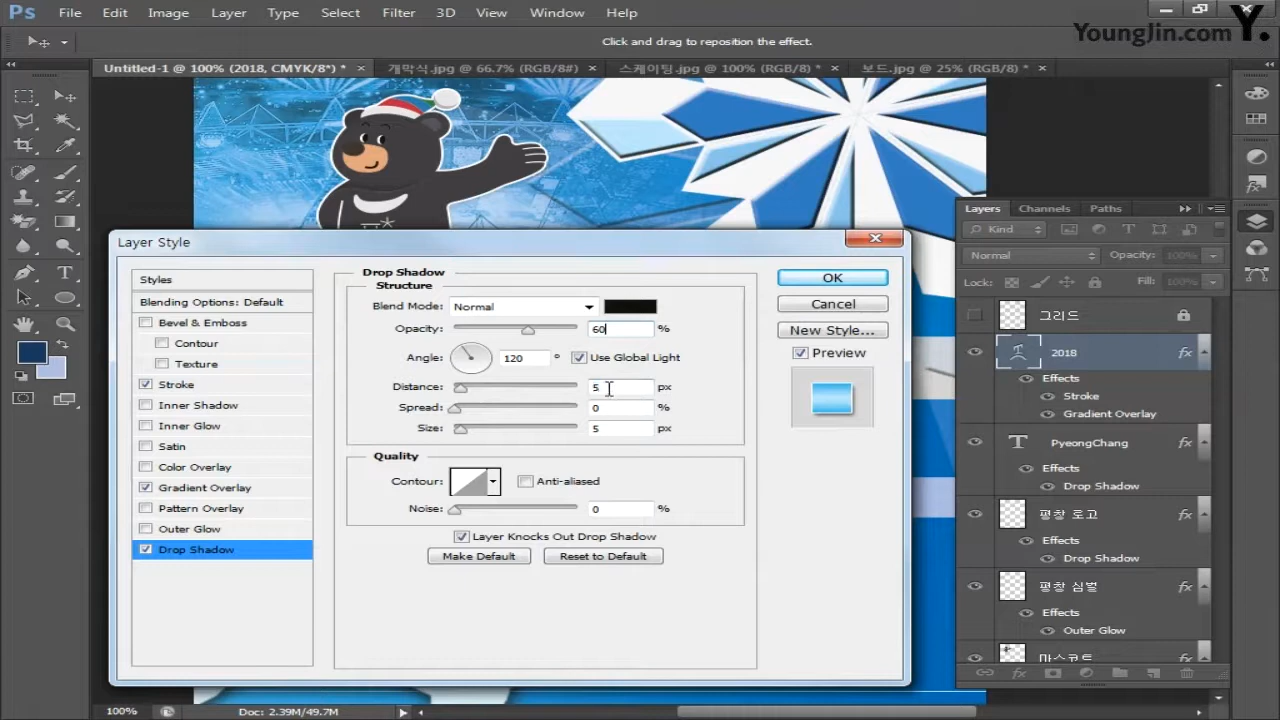 Ps File Edit Image Layer Type Select Filter 3D View Window Help
YoungJin.com Y.
Click and drag to reposition the effect.
Untitled-1 @ 100% (2018, CMYK/8*) * × 개막식.jpg @ 66.7% (RGB/8#) × 스케이팅.jpg @ 100% (RGB/8) * × 보드.jpg @ 25% (RGB/8) * ×
Layer Style
Styles
Blending Options: Default
Bevel & Emboss
Contour
Texture
Stroke
Inner Shadow
Inner Glow
Satin
Color Overlay
Gradient Overlay
Pattern Overlay
Outer Glow
Drop Shadow
Drop Shadow
Structure
Blend Mode: Normal
Opacity: 60 %
Angle: 120 ° Use Global Light
Distance: 5 px
Spread: 0 %
Size: 5 px
Quality
Contour: Anti-aliased
Noise: 0 %
Layer Knocks Out Drop Shadow
Make Default Reset to Default
OK
Cancel
New Style...
Preview
Layers Channels Paths
Kind
Normal Opacity: 100%
Lock: Fill: 100%
그리드
2018 fx
Effects
Stroke
Gradient Overlay
T PyeongChang fx
Effects
Drop Shadow
평창 로고 fx
Effects
Drop Shadow
평창 심벌 fx
Effects
Outer Glow
마스코트 fx
fx
100% Doc: 2.39M/49.7M